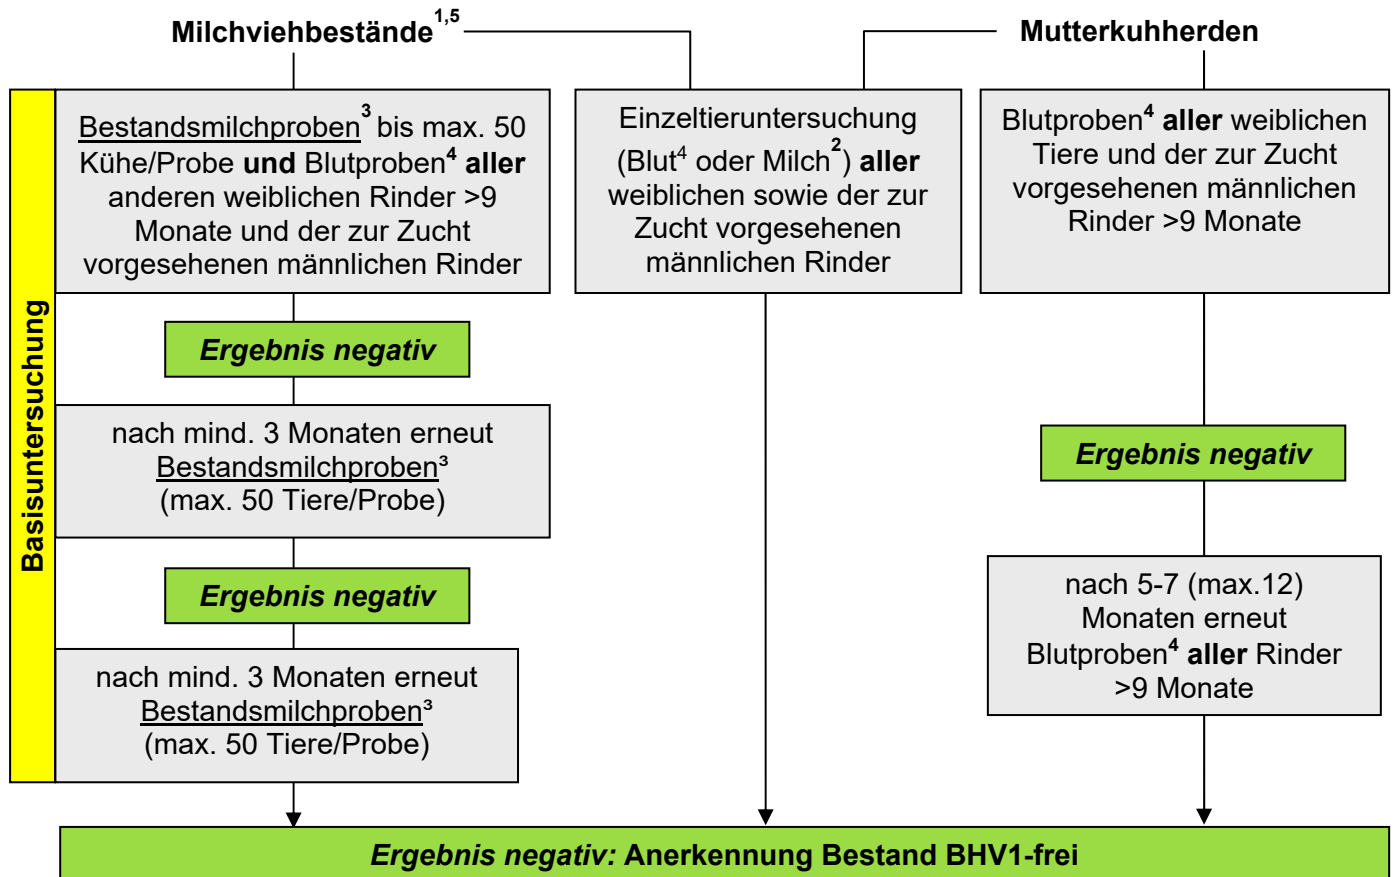 Milchviehbestände1,5
Mutterkuhherden
Basisuntersuchung
Bestandsmilchproben3 bis max. 50
Kühe/Probe und Blutproben4 aller
anderen weiblichen Rinder >9
Monate und der zur Zucht
vorgesehenen männlichen Rinder
Einzeltieruntersuchung
(Blut4 oder Milch2) aller
weiblichen sowie der zur
Zucht vorgesehenen
männlichen Rinder
Blutproben4 aller weiblichen
Tiere und der zur Zucht
vorgesehenen männlichen
Rinder >9 Monate
Ergebnis negativ
nach mind. 3 Monaten erneut
Bestandsmilchproben³
(max. 50 Tiere/Probe)
Ergebnis negativ
nach mind. 3 Monaten erneut
Bestandsmilchproben³
(max. 50 Tiere/Probe)
Ergebnis negativ
nach 5-7 (max.12)
Monaten erneut
Blutproben4 aller Rinder
>9 Monate
Ergebnis negativ: Anerkennung Bestand BHV1-frei